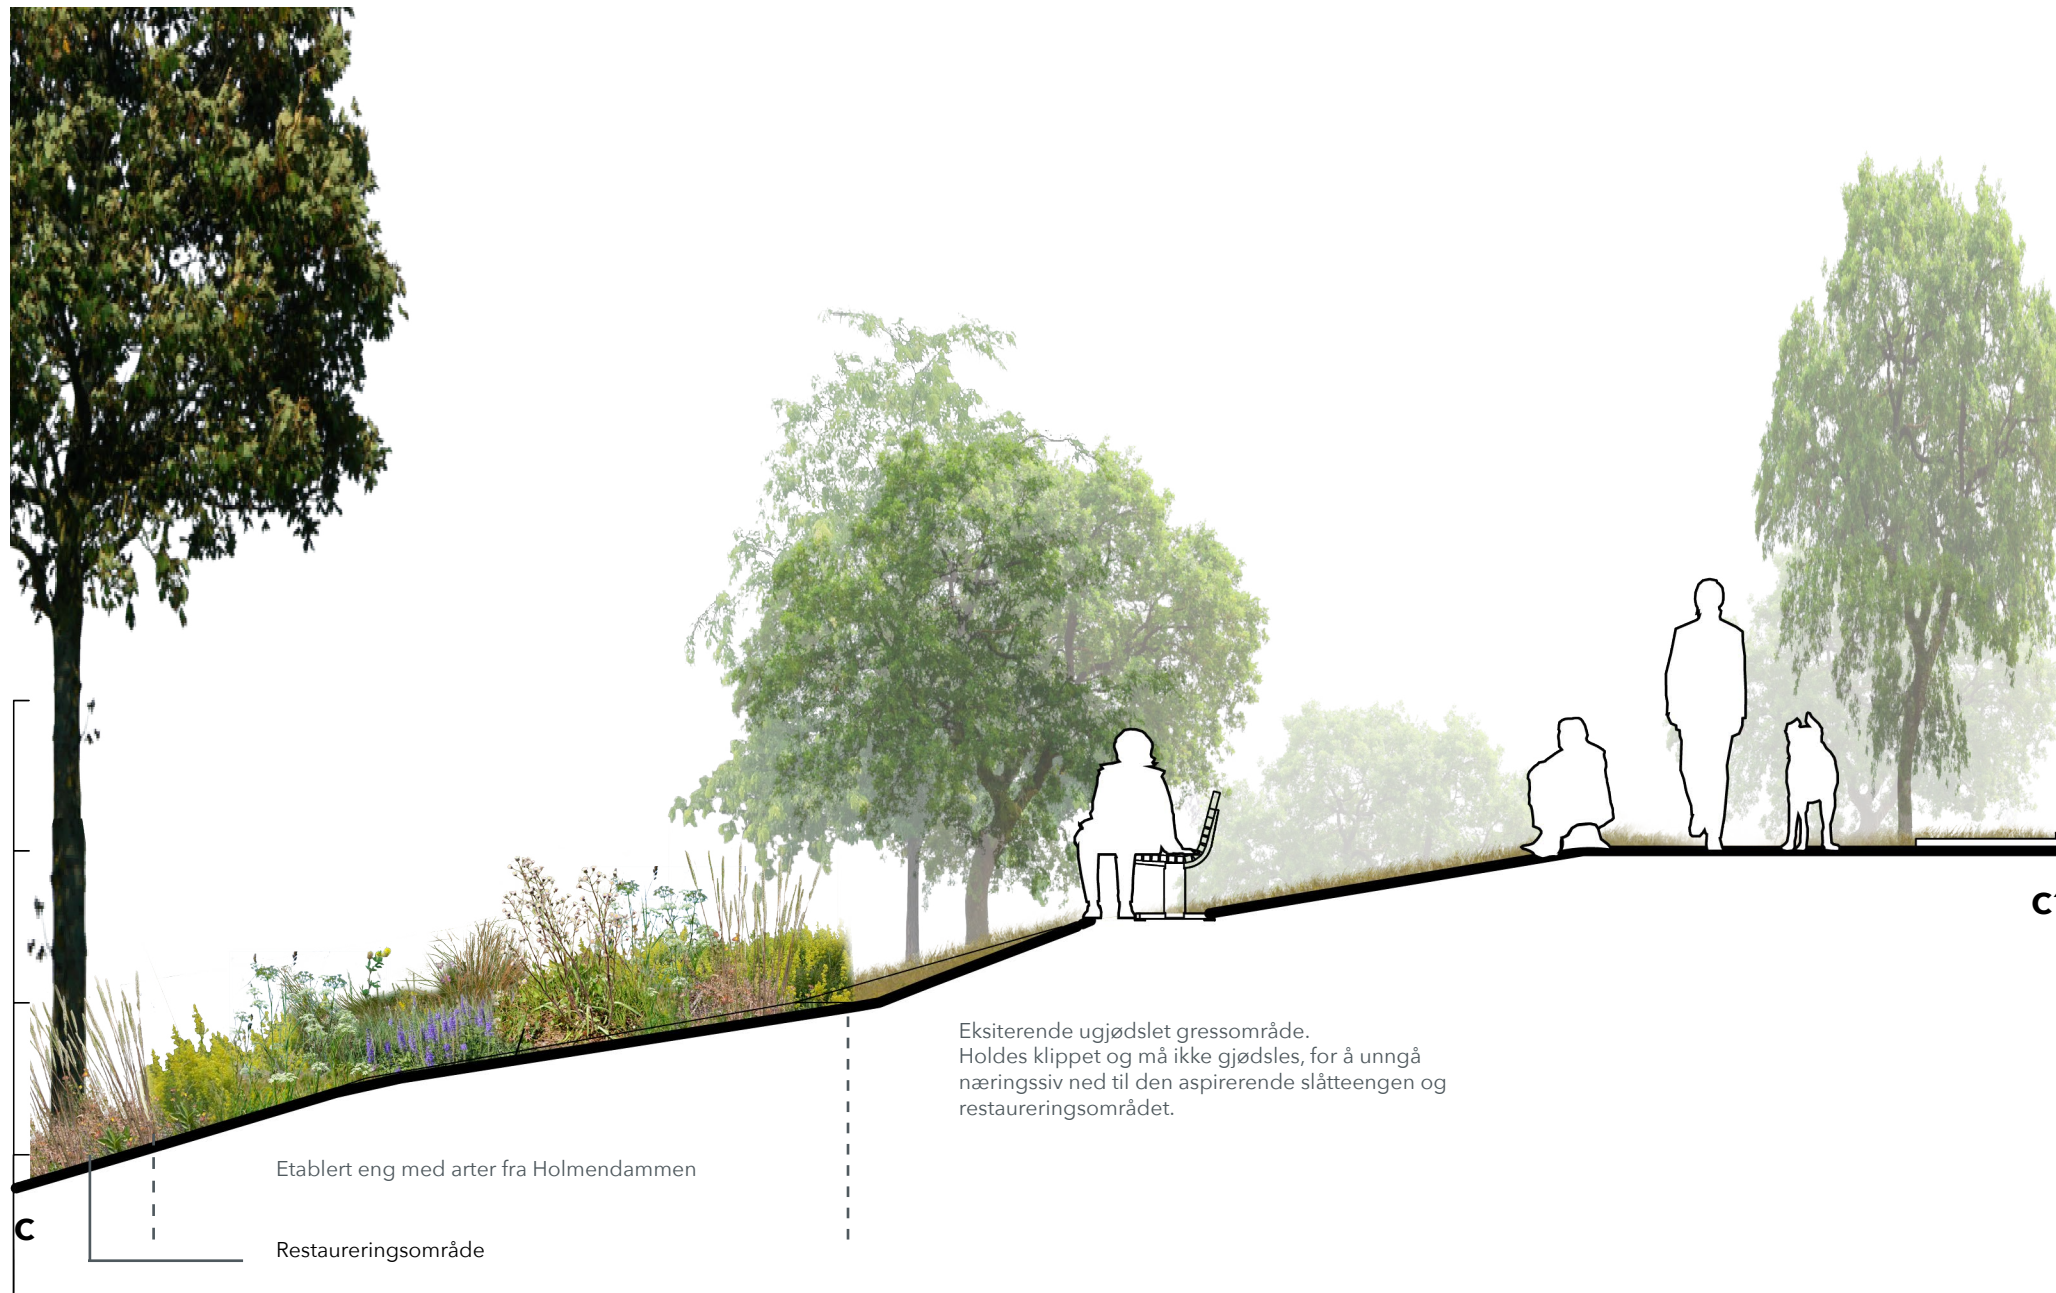 C'
Eksiterende ugjødslet gressområde.
Holdes klippet og må ikke gjødsles, for å unngå
næringssiv ned til den aspirerende slåtteengen og
restaureringsområdet.
Etablert eng med arter fra Holmendammen
C
Restaureringsområde